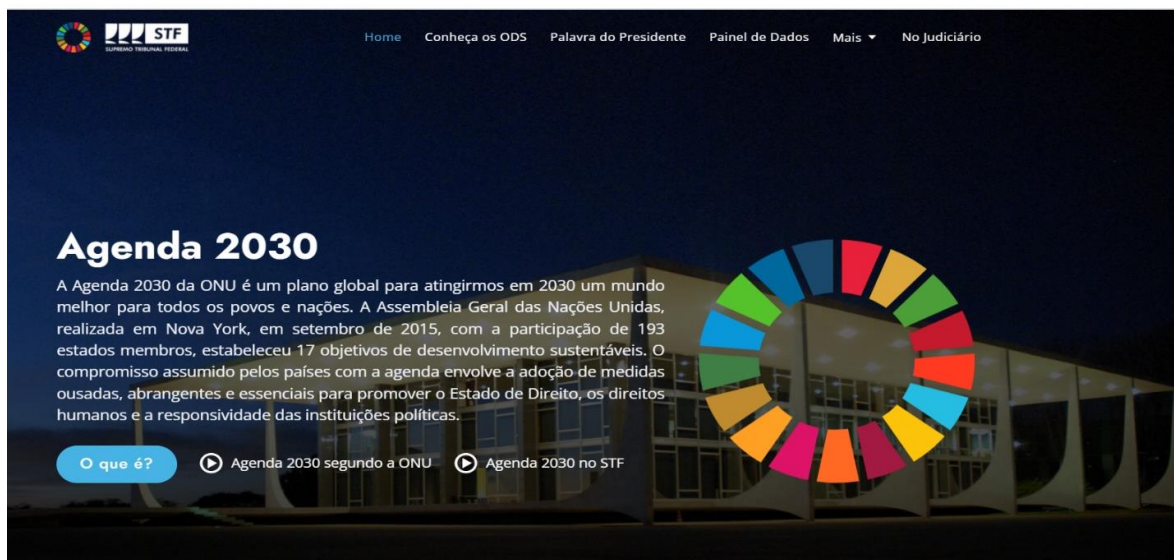 STF
SUPREMO TRIBUNAL FEDERAL
Home Conheça os ODS Palavra do Presidente Painel de Dados Mais No Judiciário
Agenda 2030
A Agenda 2030 da ONU é um plano global para atingirmos em 2030 um mundo
melhor para todos os povos e nações. A Assembleia Geral das Nações Unidas,
realizada em Nova York, em setembro de 2015, com a participação de 193
estados membros, estabeleceu 17 objetivos de desenvolvimento sustentáveis. O
compromisso assumido pelos países com a agenda envolve a adoção de medidas
ousadas, abrangentes e essenciais para promover o Estado de Direito, os direitos
humanos e a responsividade das instituições políticas.
O que é? Agenda 2030 segundo a ONU Agenda 2030 no STF